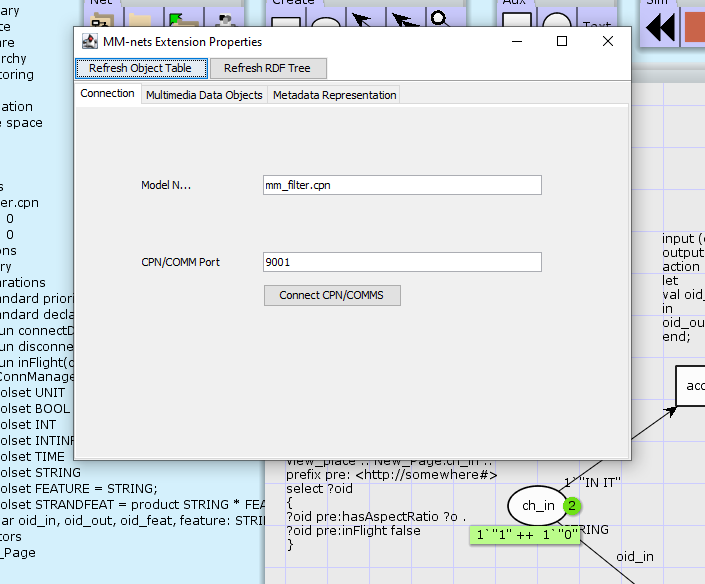 Net
Create
Aux
Sim
Text
MM-nets Extension Properties
Refresh Object Table
Refresh RDF Tree
Connection
Multimedia Data Objects
Metadata Representation
Model N...
mm_filter.cpn
CPN/COMM Port
9001
Connect CPN/COMMS
ary
te
are
archy
toring
ation
e space
s
er.cpn
0
0
ons
ry
arations
andard priori
andard decla
un connectD
un disconne
un inFlight(c
ConnManage
olset UNIT
olset BOOL
olset INT
olset INTINF
olset TIME
olset STRING
olset FEATURE = STRING;
olset STRANDFEAT = product STRING * FEA
ar oid_in, oid_out, oid_feat, feature: STRI
tors
_Page
input (
output
action
let
val oid_
in
oid_ou
end;
acc
view_place :: New_Page.ch_in ::
prefix pre: <http://somewhere#>
select ?oid
{
?oid pre:hasAspectRatio ?o .
?oid pre:inFlight false
}
1`"IN IT"
ch_in
2
STRING
1`"1" ++ 1`"0"
oid_in